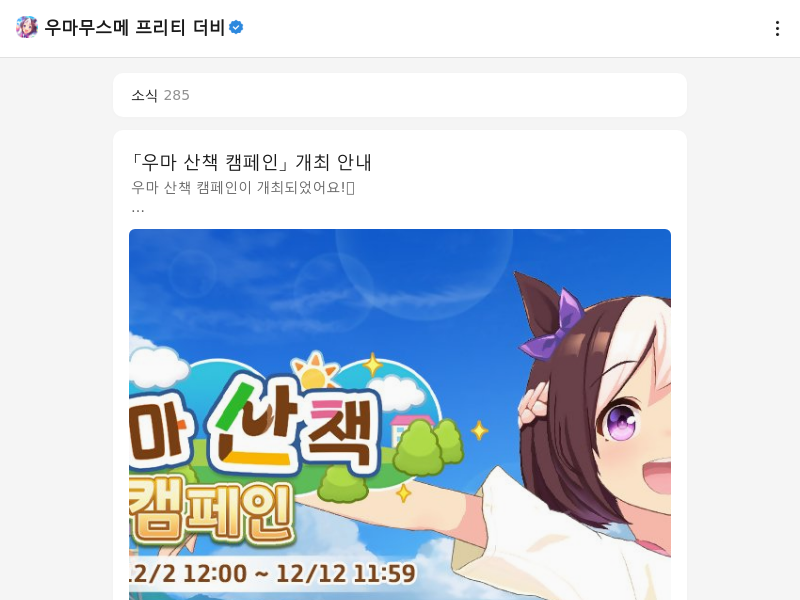 우마무스메 프리티 더비
소식 285
「우마 산책 캠페인」 개최 안내
우마 산책 캠페인이 개최되었어요!
...
마 산책
캠페인
12/2 12:00 ~ 12/12 11:59